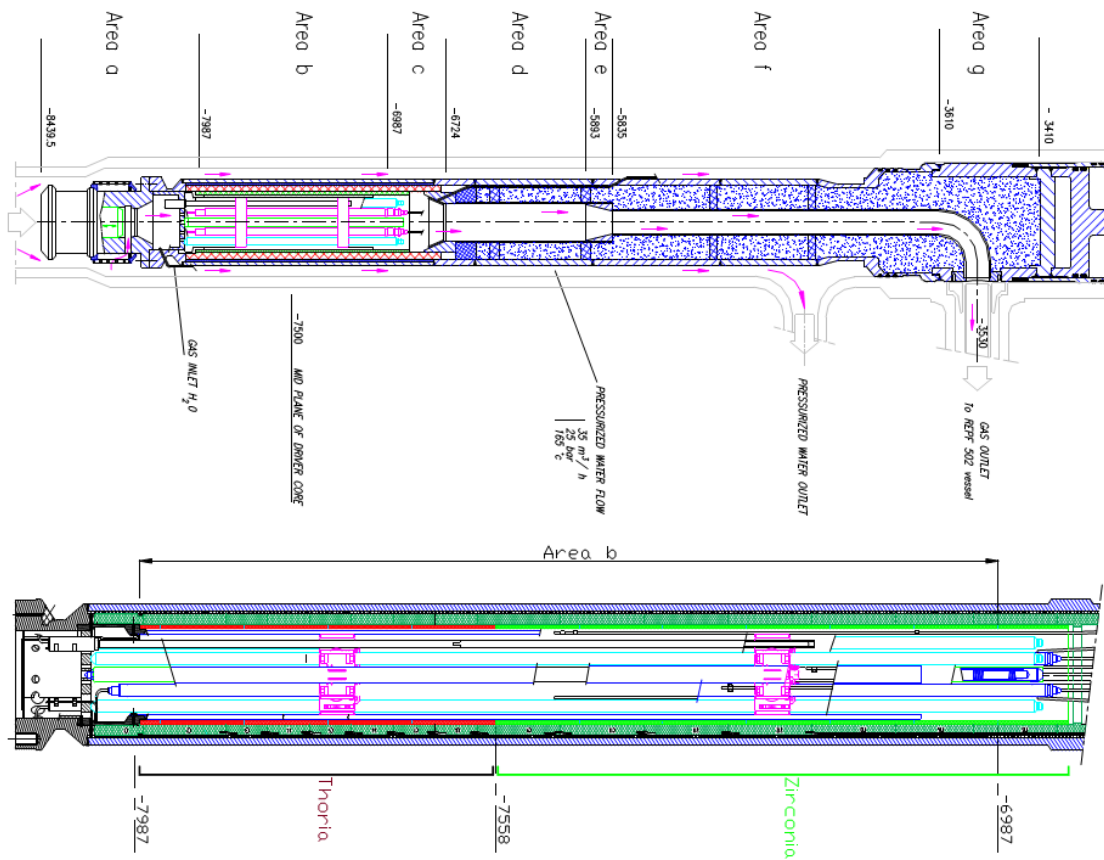 Area a
Area b
Area c
Area d
Area e
Area f
Area g
-8439.5
-7987
-6987
-6724
-5893
-5835
-3610
- 3410
-7500 MID PLANE OF DRIVER CORE
GAS INLET H2O
PRESSURIZED WATER FLOW
35 m³/ h
25 bar
165 °c
PRESSURIZED WATER OUTLET
-3530
GAS OUTLET
To REPF 502 vessel
Area b
Thoria
Zirconia
-7987
-7558
-6987